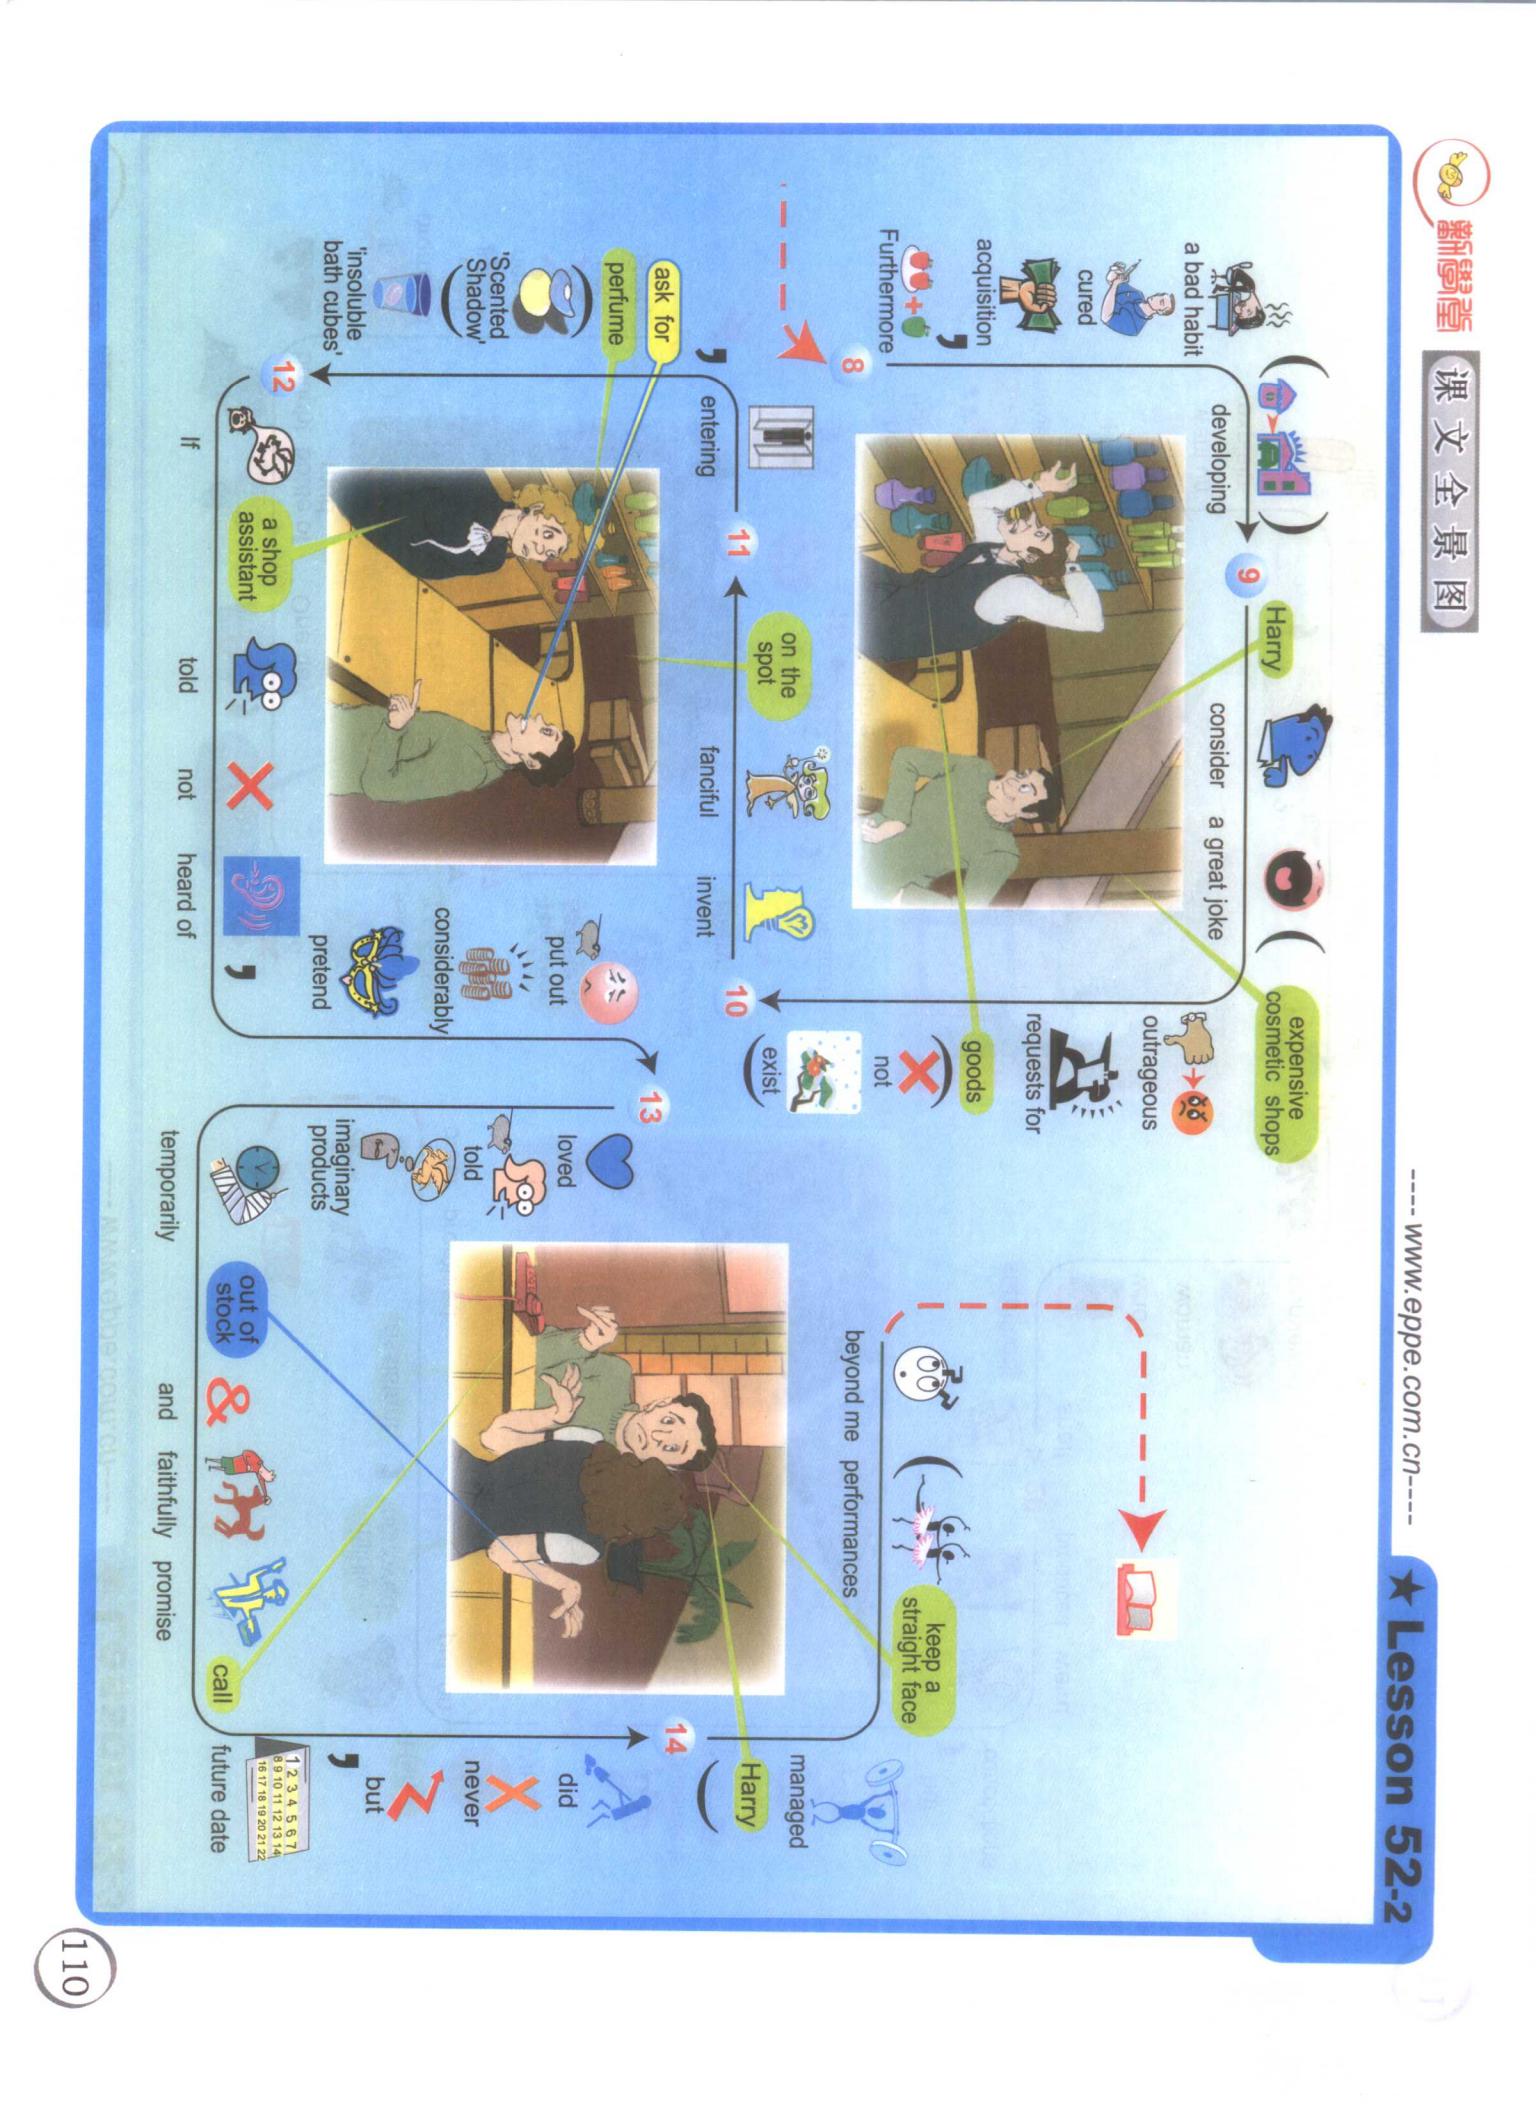 新學堂
课文全景图
----www.eppe.com.cn----
★ Lesson 52-2
8
Furthermore
,
acquisition
cured
a bad habit
(
developing
)
9
Harry
consider
a great joke
(
expensive
cosmetic shops
outrageous
requests for
goods
(
not
exist
)
10
invent
fanciful
on the
spot
11
entering
,
ask for
perfume
(
'Scented
Shadow'
)
'insoluble
bath cubes'
12
If
a shop
assistant
told
not
heard of
,
pretend
considerably
put out
13
loved
told
imaginary
products
temporarily
out of
stock
&
and
faithfully
promise
call
future date
1 2 3 4 5 6 7
8 9 10 11 12 13 14
16 17 18 19 20 21 22
,
but
never
did
)
Harry
14
managed
keep a
straight face
(
performances
beyond me
110